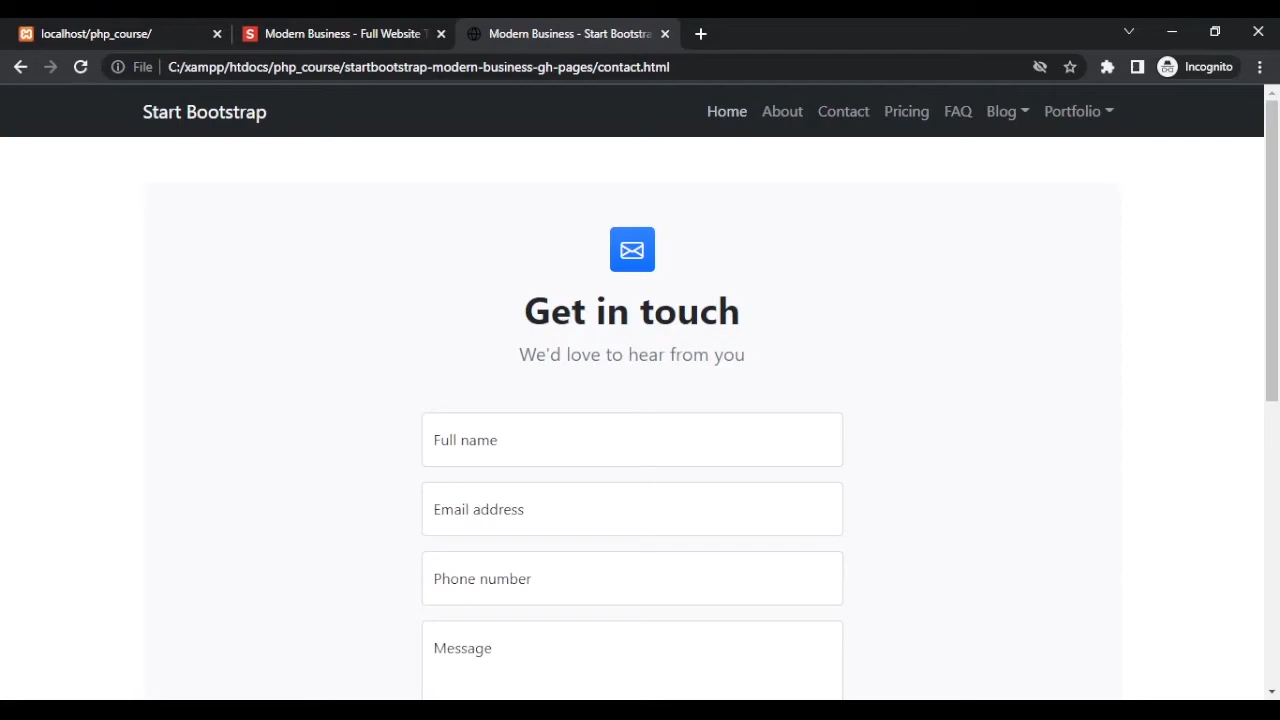 localhost/php_course/
Modern Business - Full Website T
Modern Business - Start Bootstra
File
C:/xampp/htdocs/php_course/startbootstrap-modern-business-gh-pages/contact.html
Incognito
Start Bootstrap
Home About Contact Pricing FAQ Blog Portfolio
Get in touch
We'd love to hear from you
Full name
Email address
Phone number
Message